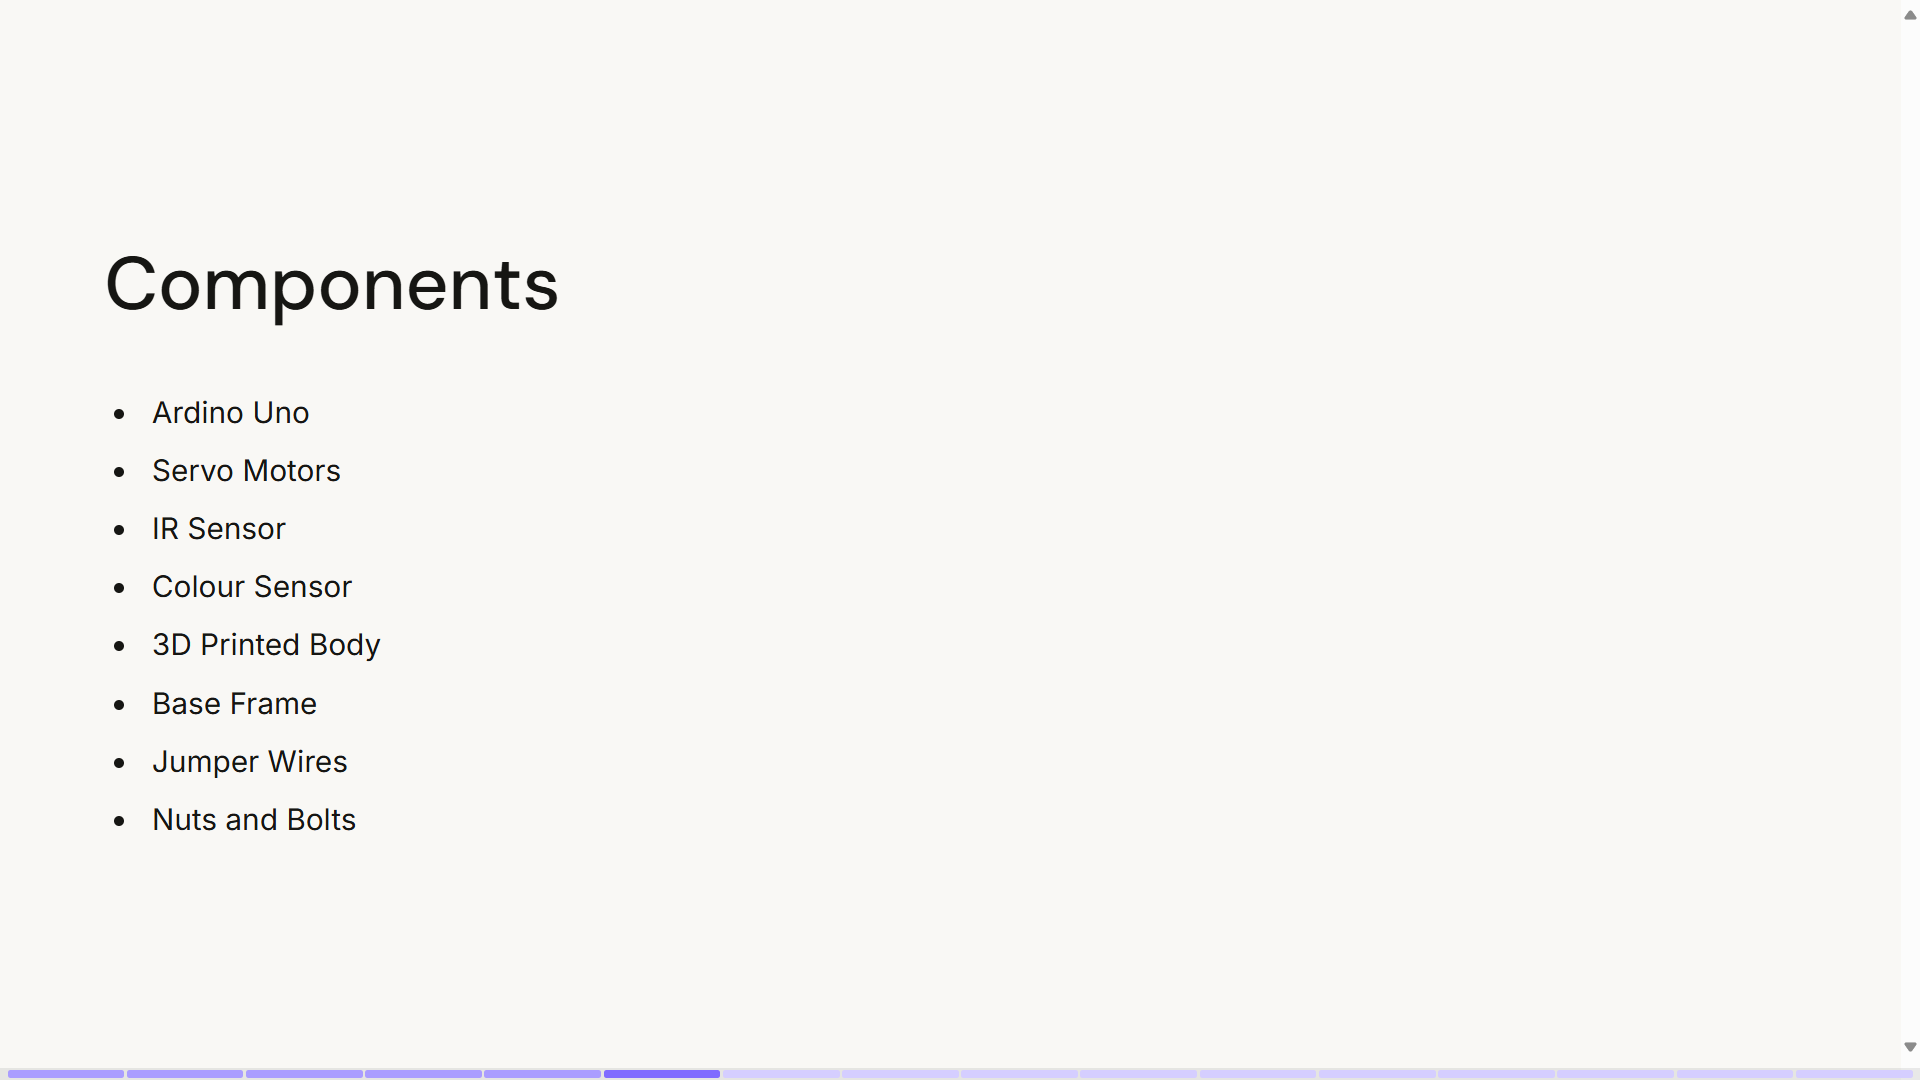 Components
• Ardino Uno
• Servo Motors
• IR Sensor
• Colour Sensor
• 3D Printed Body
• Base Frame
• Jumper Wires
• Nuts and Bolts